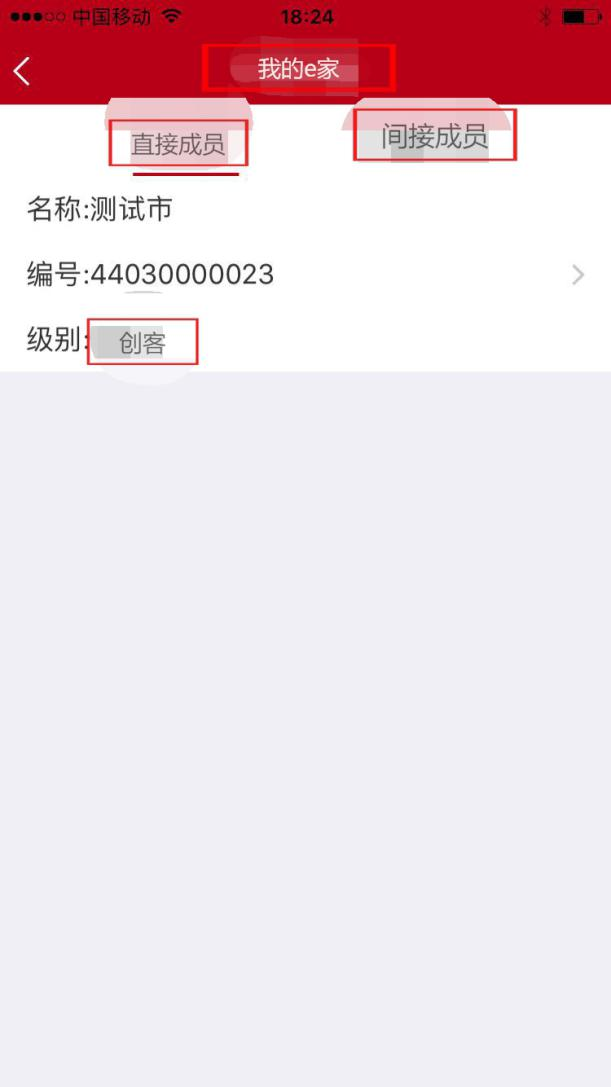 中国移动 18:24
我的e家
直接成员 间接成员
名称:测试市
编号:44030000023
级别: 创客